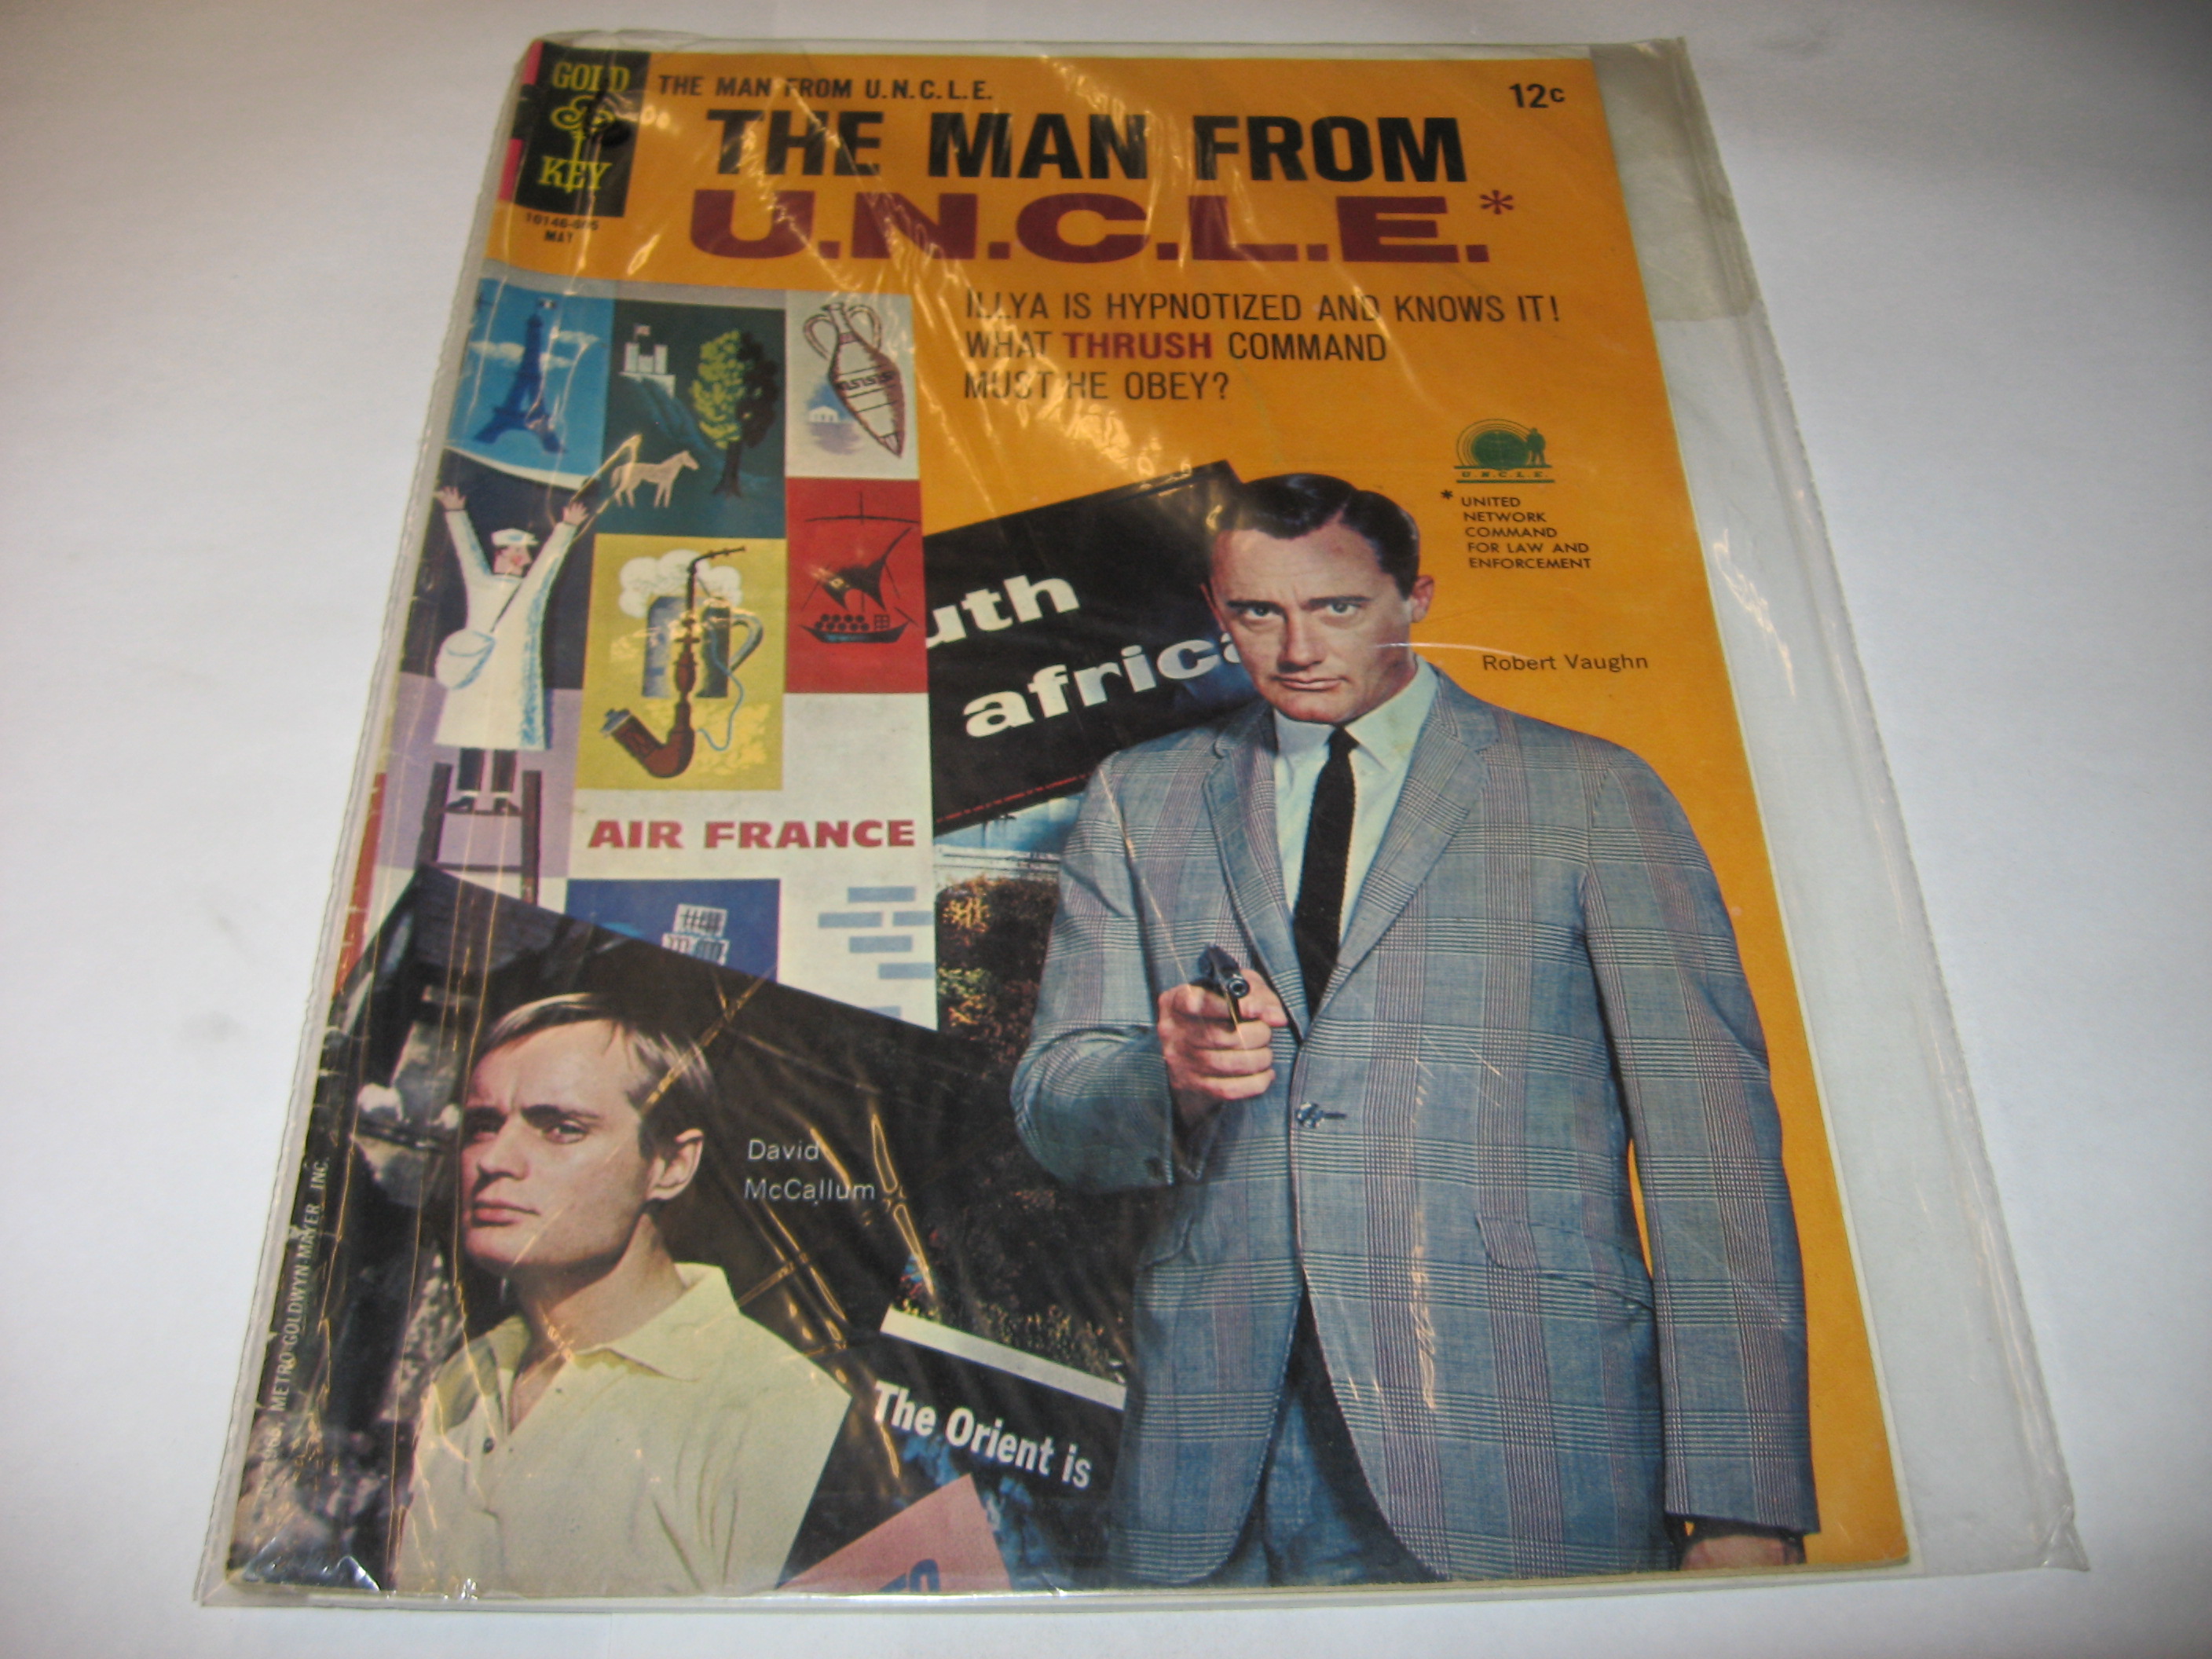 GOLD
KEY
THE MAN FROM U.N.C.L.E.
12c
THE MAN FROM
U.N.C.L.E.*
MAY
ILLYA IS HYPNOTIZED AND KNOWS IT!
WHAT THRUSH COMMAND
MUST HE OBEY?
U.N.C.L.E.
* UNITED
NETWORK
COMMAND
FOR LAW AND
ENFORCEMENT
uth
africa
Robert Vaughn
AIR FRANCE
David
McCallum
The Orient is
METRO-GOLDWYN-MAYER INC.